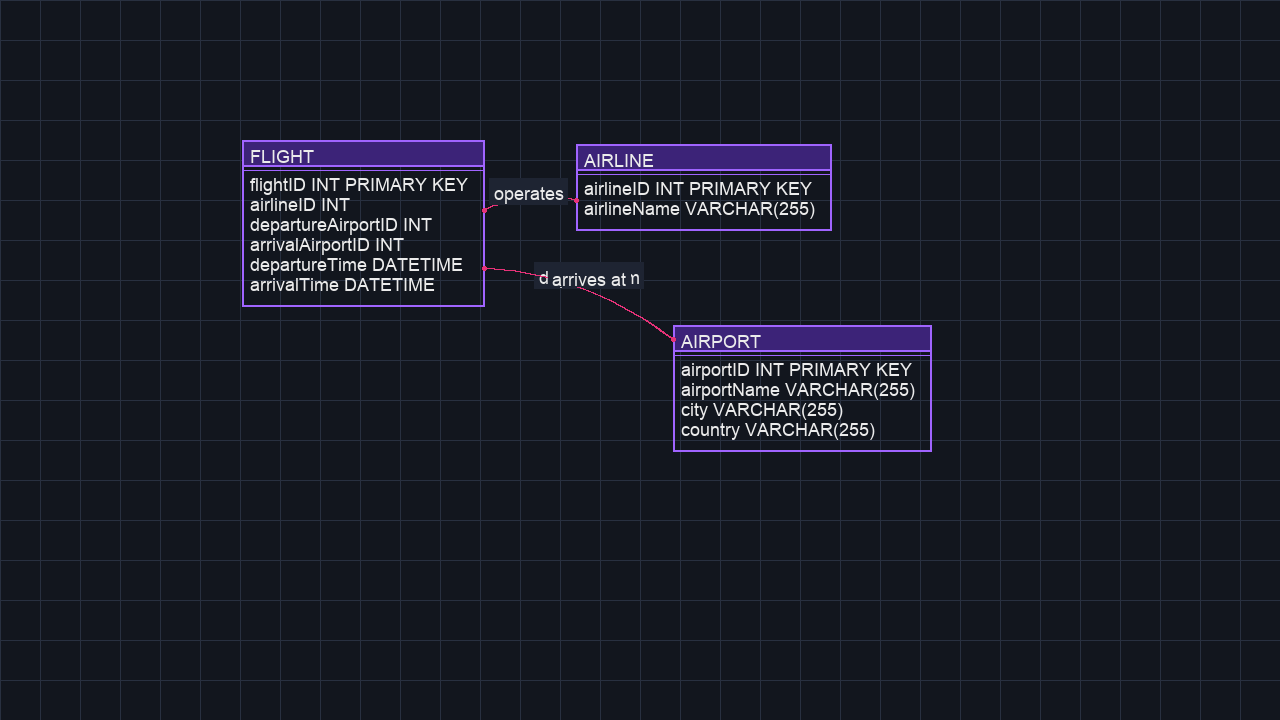 FLIGHT
flightID INT PRIMARY KEY
airlineID INT
departureAirportID INT
arrivalAirportID INT
departureTime DATETIME
arrivalTime DATETIME
operates
AIRLINE
airlineID INT PRIMARY KEY
airlineName VARCHAR(255)
arrives at
AIRPORT
airportID INT PRIMARY KEY
airportName VARCHAR(255)
city VARCHAR(255)
country VARCHAR(255)